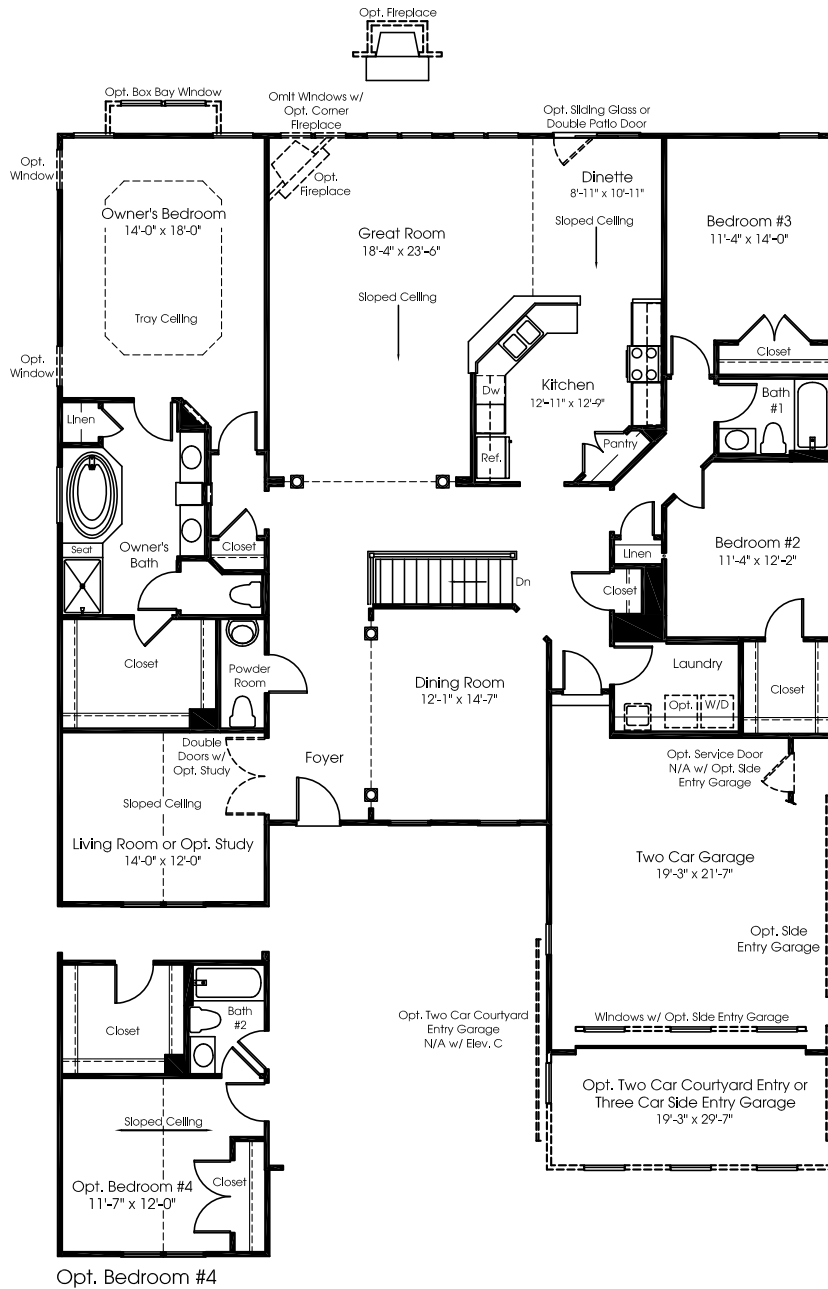 Opt. Fireplace
Opt. Box Bay Window
Omit Windows w/
Opt. Corner
Fireplace
Opt. Sliding Glass or
Double Patio Door
Opt.
Window
Opt.
Fireplace
Dinette
8'-11" x 10'-11"
Owner's Bedroom
14'-0" x 18'-0"
Great Room
18'-4" x 23'-6"
Sloped Ceiling
Bedroom #3
11'-4" x 14'-0"
Tray Ceiling
Sloped Ceiling
Opt.
Window
Closet
Dw
Kitchen
12'-11" x 12'-9"
Bath
#1
Linen
Ref.
Pantry
Seat
Owner's
Bath
Closet
Linen
Bedroom #2
11'-4" x 12'-2"
Dn
Closet
Closet
Powder
Room
Dining Room
12'-1" x 14'-7"
Laundry
Closet
Opt.
W/D
Double
Doors w/
Opt. Study
Foyer
Opt. Service Door
N/A w/ Opt. Side
Entry Garage
Sloped Ceiling
Living Room or Opt. Study
14'-0" x 12'-0"
Two Car Garage
19'-3" x 21'-7"
Opt. Side
Entry Garage
Closet
Bath
#2
Opt. Two Car Courtyard
Entry Garage
N/A w/ Elev. C
Windows w/ Opt. Side Entry Garage
Opt. Two Car Courtyard Entry or
Three Car Side Entry Garage
19'-3" x 29'-7"
Sloped Ceiling
Opt. Bedroom #4
11'-7" x 12'-0"
Closet
Opt. Bedroom #4